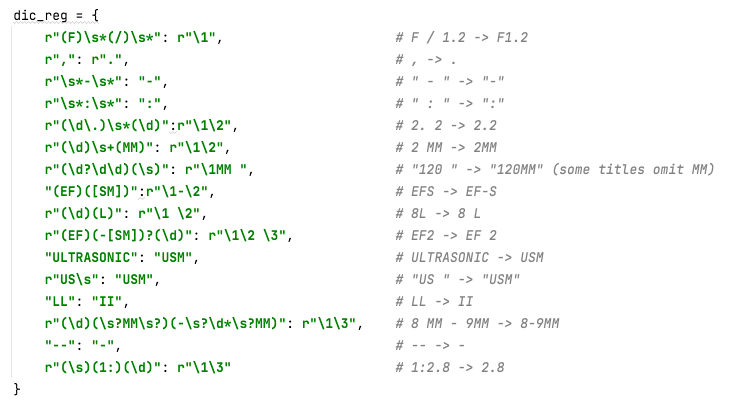 dic_reg = {
    r"(F)\s*(/)\s*": r"\1",                      # F / 1.2 -> F1.2
    r",": r".",                                  # , -> .
    r"\s*-\s*": "-",                             # " - " -> "-"
    r"\s*:\s*": ":",                             # " : " -> ":"
    r"(\d\.)\s*(\d)":r"\1\2",                    # 2. 2 -> 2.2
    r"(\d)\s+(MM)": r"\1\2",                     # 2 MM -> 2MM
    r"(\d?\d\d)(\s)": r"\1MM ",                  # "120 " -> "120MM" (some titles omit MM)
    "(EF)([SM])":r"\1-\2",                       # EFS -> EF-S
    r"(\d)(L)": r"\1 \2",                        # 8L -> 8 L
    r"(EF)(-[SM])?(\d)": r"\1\2 \3",             # EF2 -> EF 2
    "ULTRASONIC": "USM",                         # ULTRASONIC -> USM
    r"US\s": "USM",                              # "US " -> "USM"
    "LL": "II",                                  # LL -> II
    r"(\d)(\s?MM\s?)(-\s?\d*\s?MM)": r"\1\3",    # 8 MM - 9MM -> 8-9MM
    "--": "-",                                   # -- -> -
    r"(\s)(1:)(\d)": r"\1\3"                     # 1:2.8 -> 2.8
}